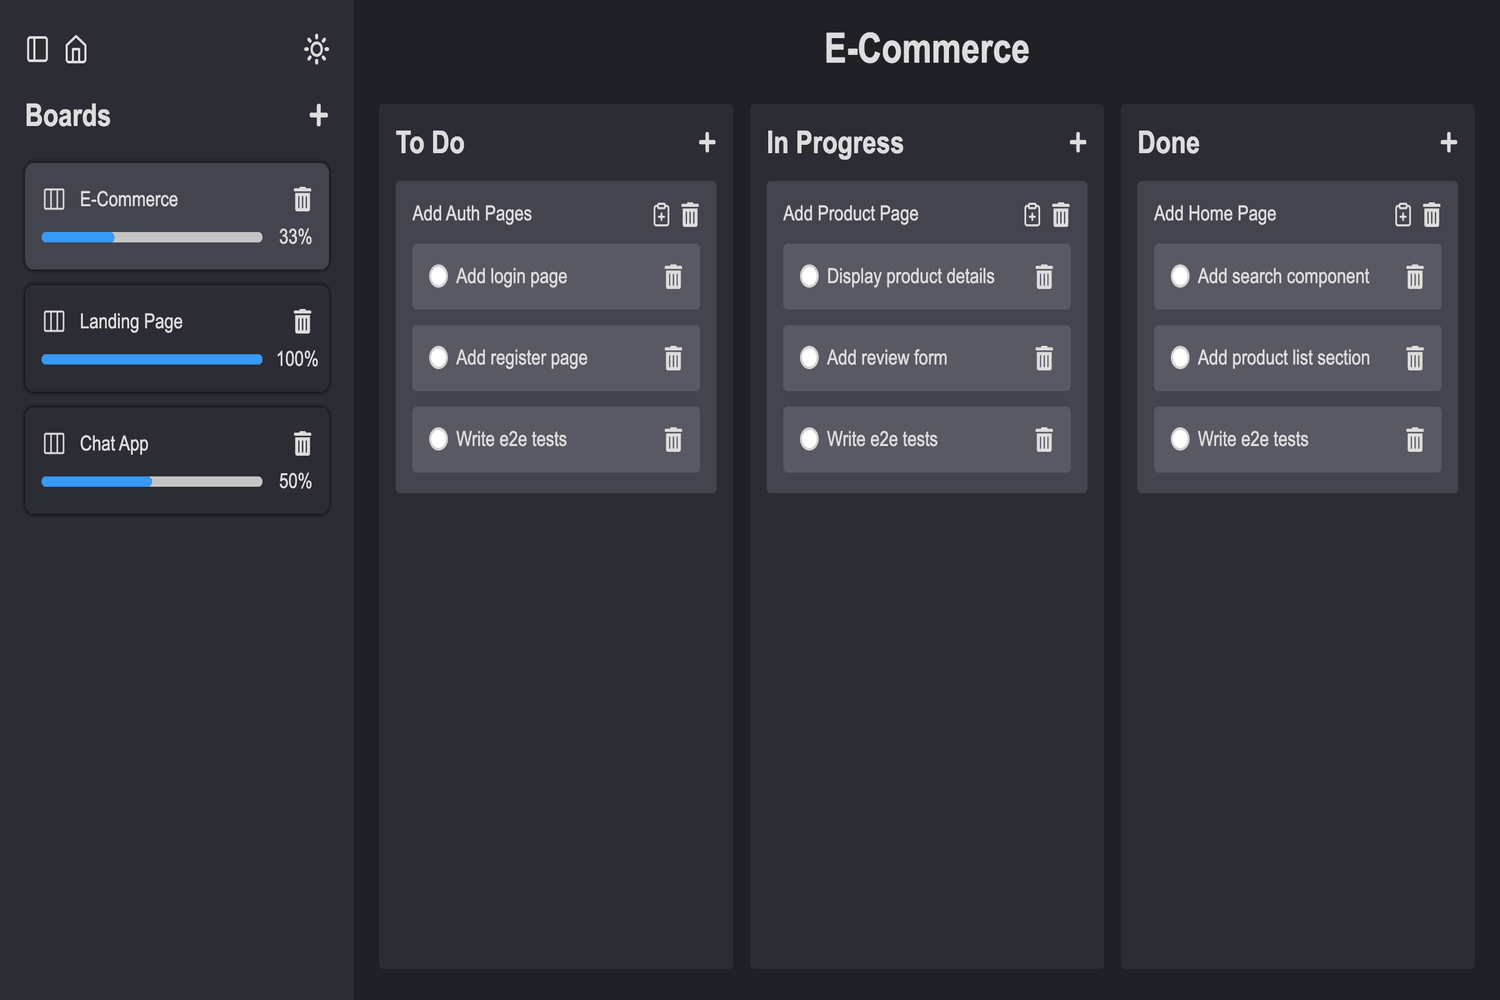 Boards
E-Commerce
33%
Landing Page
100%
Chat App
50%
E-Commerce
To Do
Add Auth Pages
Add login page
Add register page
Write e2e tests
In Progress
Add Product Page
Display product details
Add review form
Write e2e tests
Done
Add Home Page
Add search component
Add product list section
Write e2e tests